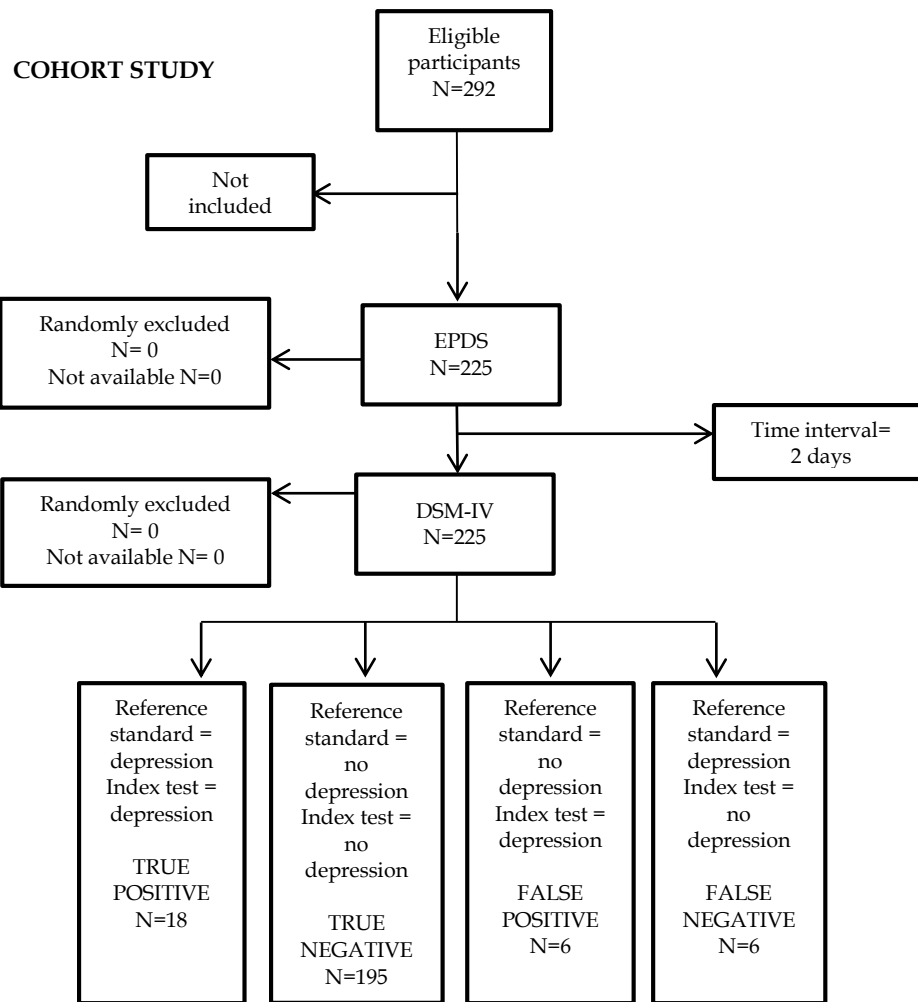 COHORT STUDY
Eligible
participants
N=292
Not
included
Randomly excluded
N= 0
Not available N=0
EPDS
N=225
Time interval=
2 days
Randomly excluded
N= 0
Not available N= 0
DSM-IV
N=225
Reference
standard =
depression
Index test =
depression
TRUE
POSITIVE
N=18
Reference
standard =
no
depression
Index test =
no
depression
TRUE
NEGATIVE
N=195
Reference
standard =
no
depression
Index test =
depression
FALSE
POSITIVE
N=6
Reference
standard =
depression
Index test =
no
depression
FALSE
NEGATIVE
N=6